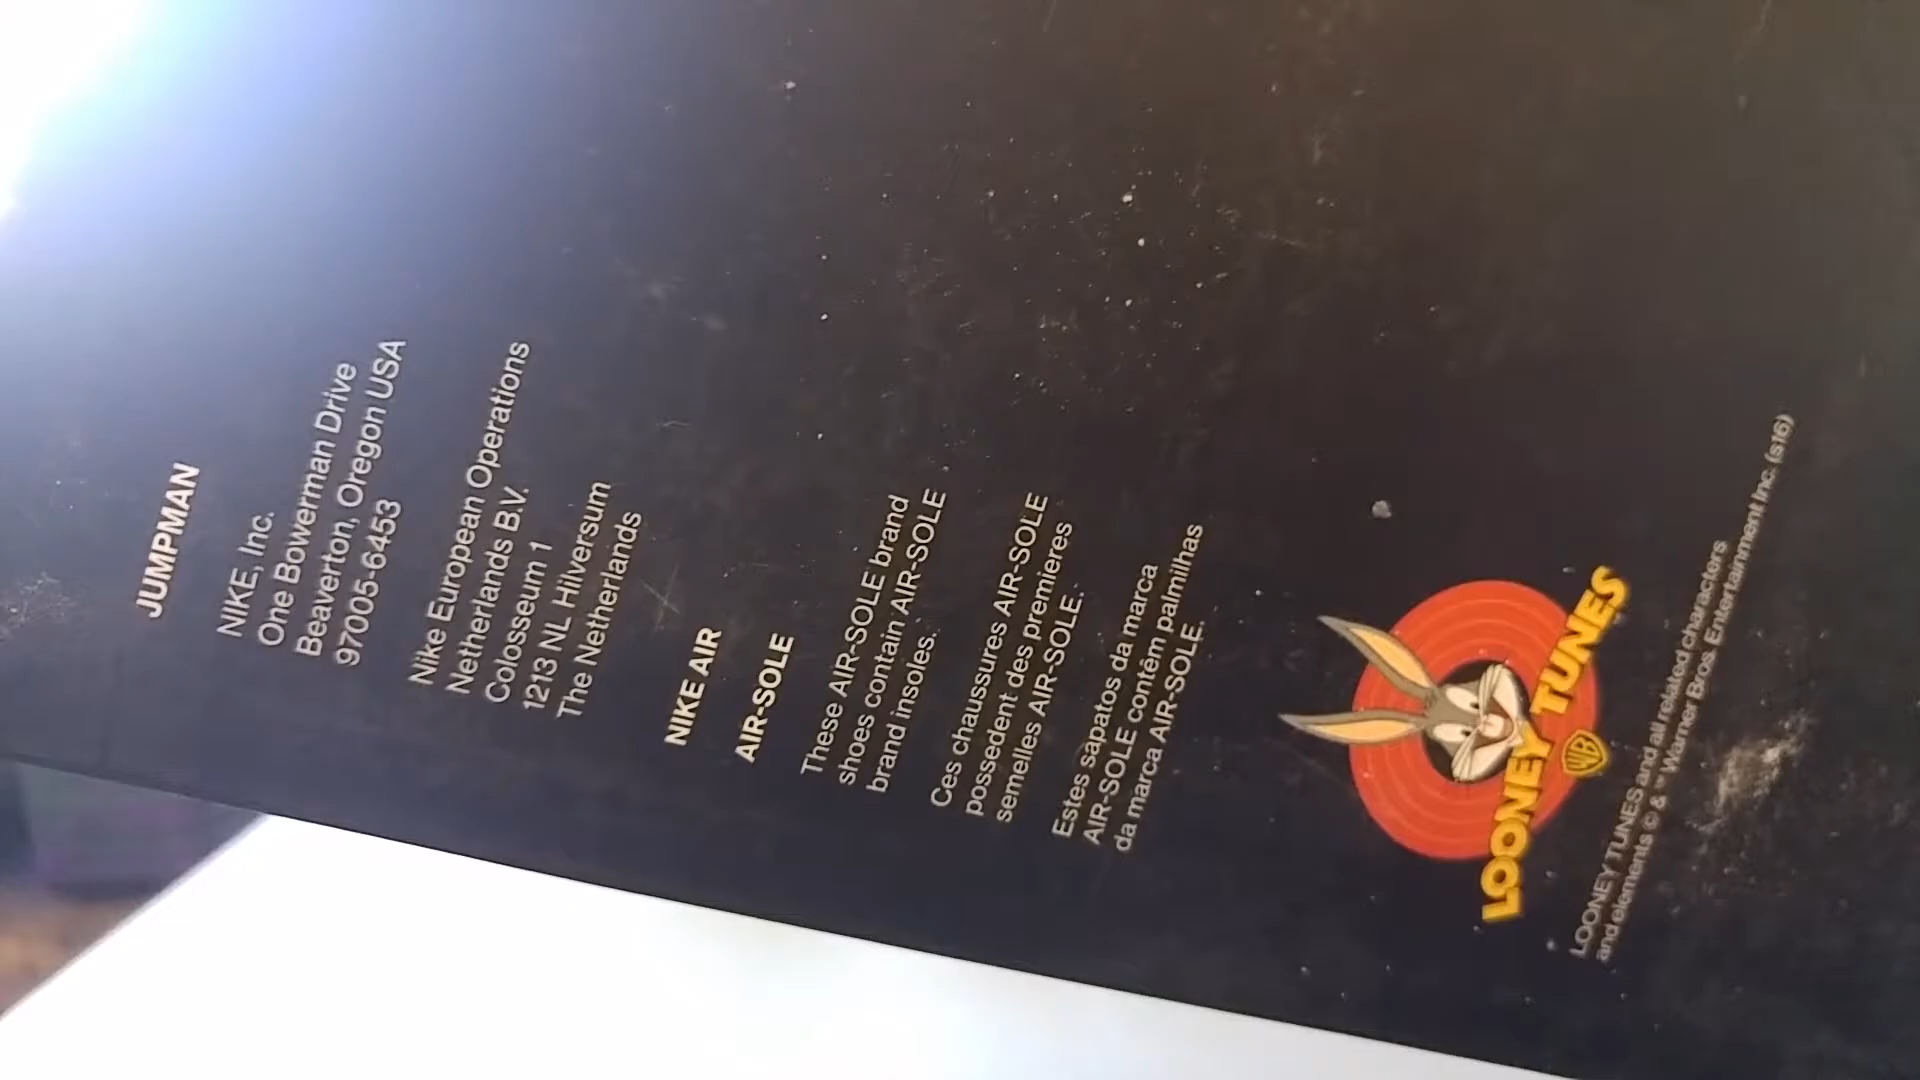 JUMPMAN
NIKE, Inc.
One Bowerman Drive
Beaverton, Oregon USA
97005-6453
Nike European Operations
Netherlands B.V.
Colosseum 1
1213 NL Hilversum
The Netherlands
NIKE AIR
AIR-SOLE
These AIR-SOLE brand
shoes contain AIR-SOLE
brand insoles.
Ces chaussures AIR-SOLE
possedent des premieres
semelles AIR-SOLE.
Estes sapatos da marca
AIR-SOLE contêm palmilhas
da marca AIR-SOLE.
LOONEY TUNES
WB
LOONEY TUNES and all related characters
and elements © & ™ Warner Bros. Entertainment Inc. (s16)